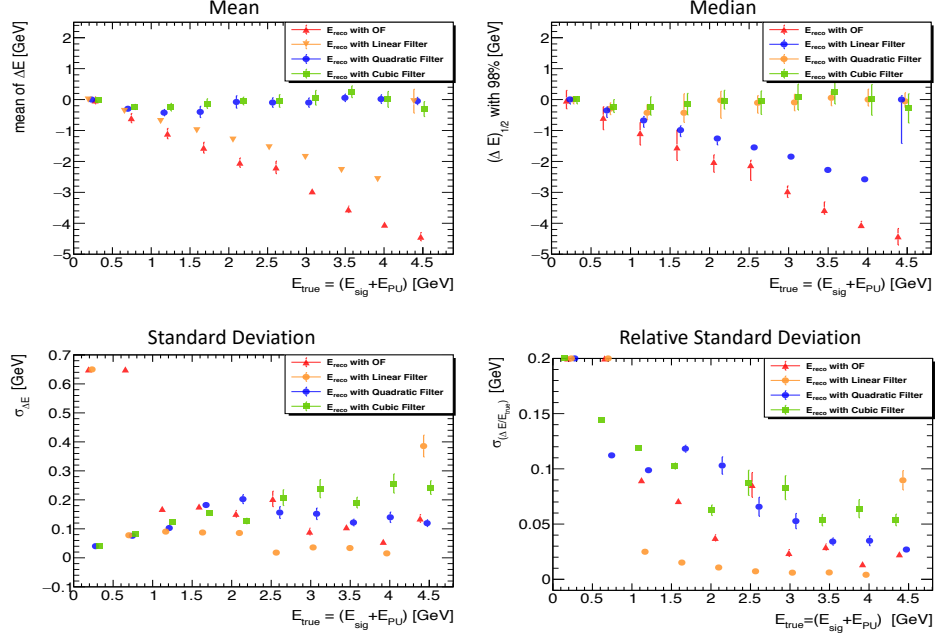 Mean
mean of ΔE [GeV]
2
1
0
−1
−2
−3
−4
−5
E_reco with OF
E_reco with Linear Filter
E_reco with Quadratic Filter
E_reco with Cubic Filter
0 0.5 1 1.5 2 2.5 3 3.5 4 4.5
E_true = (E_sig+E_PU) [GeV]
Median
(Δ E)_1/2 with 98% [GeV]
2
1
0
−1
−2
−3
−4
−5
E_reco with OF
E_reco with Linear Filter
E_reco with Quadratic Filter
E_reco with Cubic Filter
0 0.5 1 1.5 2 2.5 3 3.5 4 4.5
E_true = (E_sig+E_PU) [GeV]
Standard Deviation
σ_ΔE [GeV]
0.7
0.6
0.5
0.4
0.3
0.2
0.1
0
−0.1
E_reco with OF
E_reco with Linear Filter
E_reco with Quadratic Filter
E_reco with Cubic Filter
0 0.5 1 1.5 2 2.5 3 3.5 4 4.5
E_true = (E_sig+E_PU) [GeV]
Relative Standard Deviation
σ_(Δ E/E_true) [GeV]
0.2
0.15
0.1
0.05
0
E_reco with OF
E_reco with Linear Filter
E_reco with Quadratic Filter
E_reco with Cubic Filter
0 0.5 1 1.5 2 2.5 3 3.5 4 4.5
E_true=(E_sig+E_PU) [GeV]